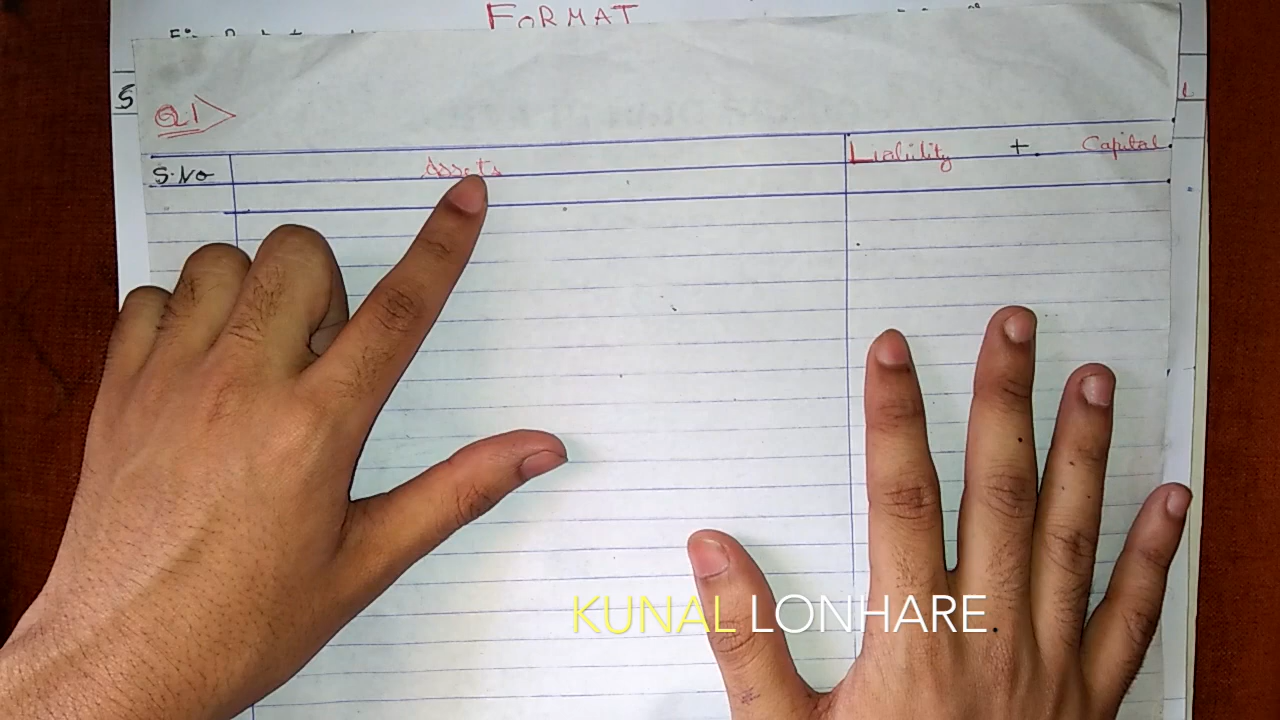 FORMAT
S
Q1
S.No Assets Liability + Capital
KUNAL LONHARE.